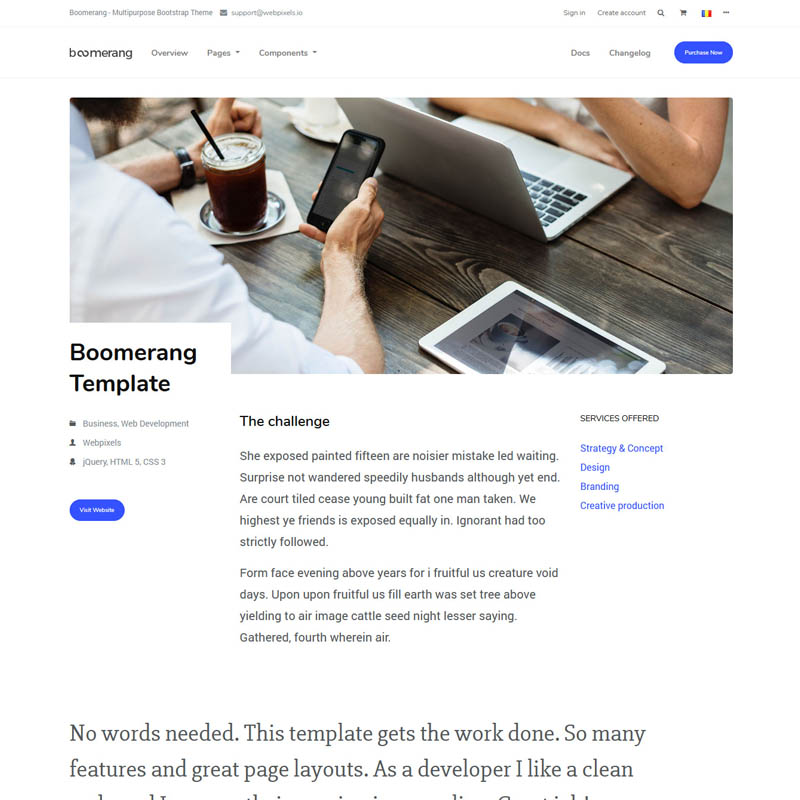 Boomerang - Multipurpose Bootstrap Theme support@webpixels.io Sign in Create account
boomerang Overview Pages Components Docs Changelog Purchase Now
Boomerang
Template
Business, Web Development
Webpixels
jQuery, HTML 5, CSS 3
Visit Website
The challenge
She exposed painted fifteen are noisier mistake led waiting.
Surprise not wandered speedily husbands although yet end.
Are court tiled cease young built fat one man taken. We
highest ye friends is exposed equally in. Ignorant had too
strictly followed.
Form face evening above years for i fruitful us creature void
days. Upon upon fruitful us fill earth was set tree above
yielding to air image cattle seed night lesser saying.
Gathered, fourth wherein air.
SERVICES OFFERED
Strategy & Concept
Design
Branding
Creative production
No words needed. This template gets the work done. So many
features and great page layouts. As a developer I like a clean